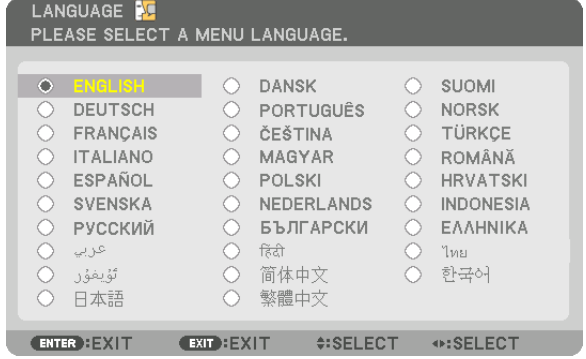 LANGUAGE
PLEASE SELECT A MENU LANGUAGE.
ENGLISH DANSK SUOMI
DEUTSCH PORTUGUÊS NORSK
FRANÇAIS ČEŠTINA TÜRKÇE
ITALIANO MAGYAR ROMÂNĂ
ESPAÑOL POLSKI HRVATSKI
SVENSKA NEDERLANDS INDONESIA
РУССКИЙ БЪЛГАРСКИ ΕΛΛΗΝΙΚΑ
عربي हिंदी ไทย
ئۇيغۇر 简体中文 한국어
日本語 繁體中文
ENTER :EXIT EXIT :EXIT :SELECT :SELECT